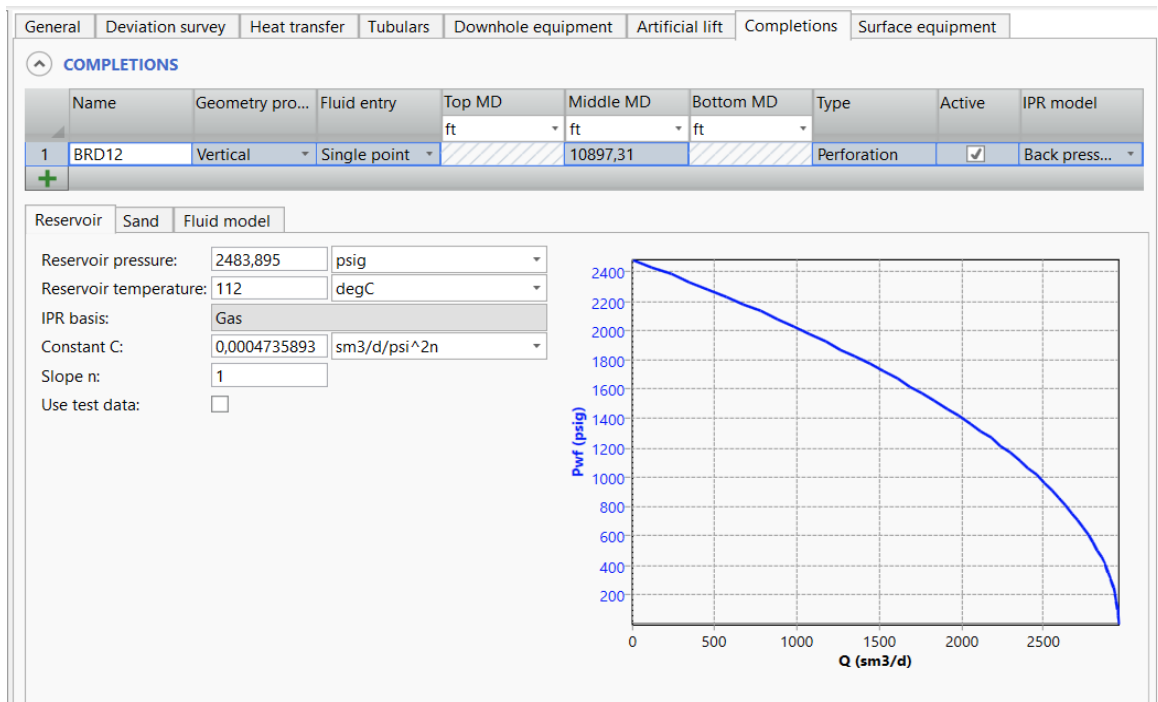 General Deviation survey Heat transfer Tubulars Downhole equipment Artificial lift Completions Surface equipment
COMPLETIONS
Name Geometry pro... Fluid entry Top MD Middle MD Bottom MD Type Active IPR model
ft ft ft
1 BRD12 Vertical Single point 10897,31 Perforation Back press...
Reservoir Sand Fluid model
Reservoir pressure: 2483,895 psig
Reservoir temperature: 112 degC
IPR basis: Gas
Constant C: 0,0004735893 sm3/d/psi^2n
Slope n: 1
Use test data:
2400
2200
2000
1800
1600
1400
1200
1000
800
600
400
200
Pwf (psig)
0 500 1000 1500 2000 2500
Q (sm3/d)